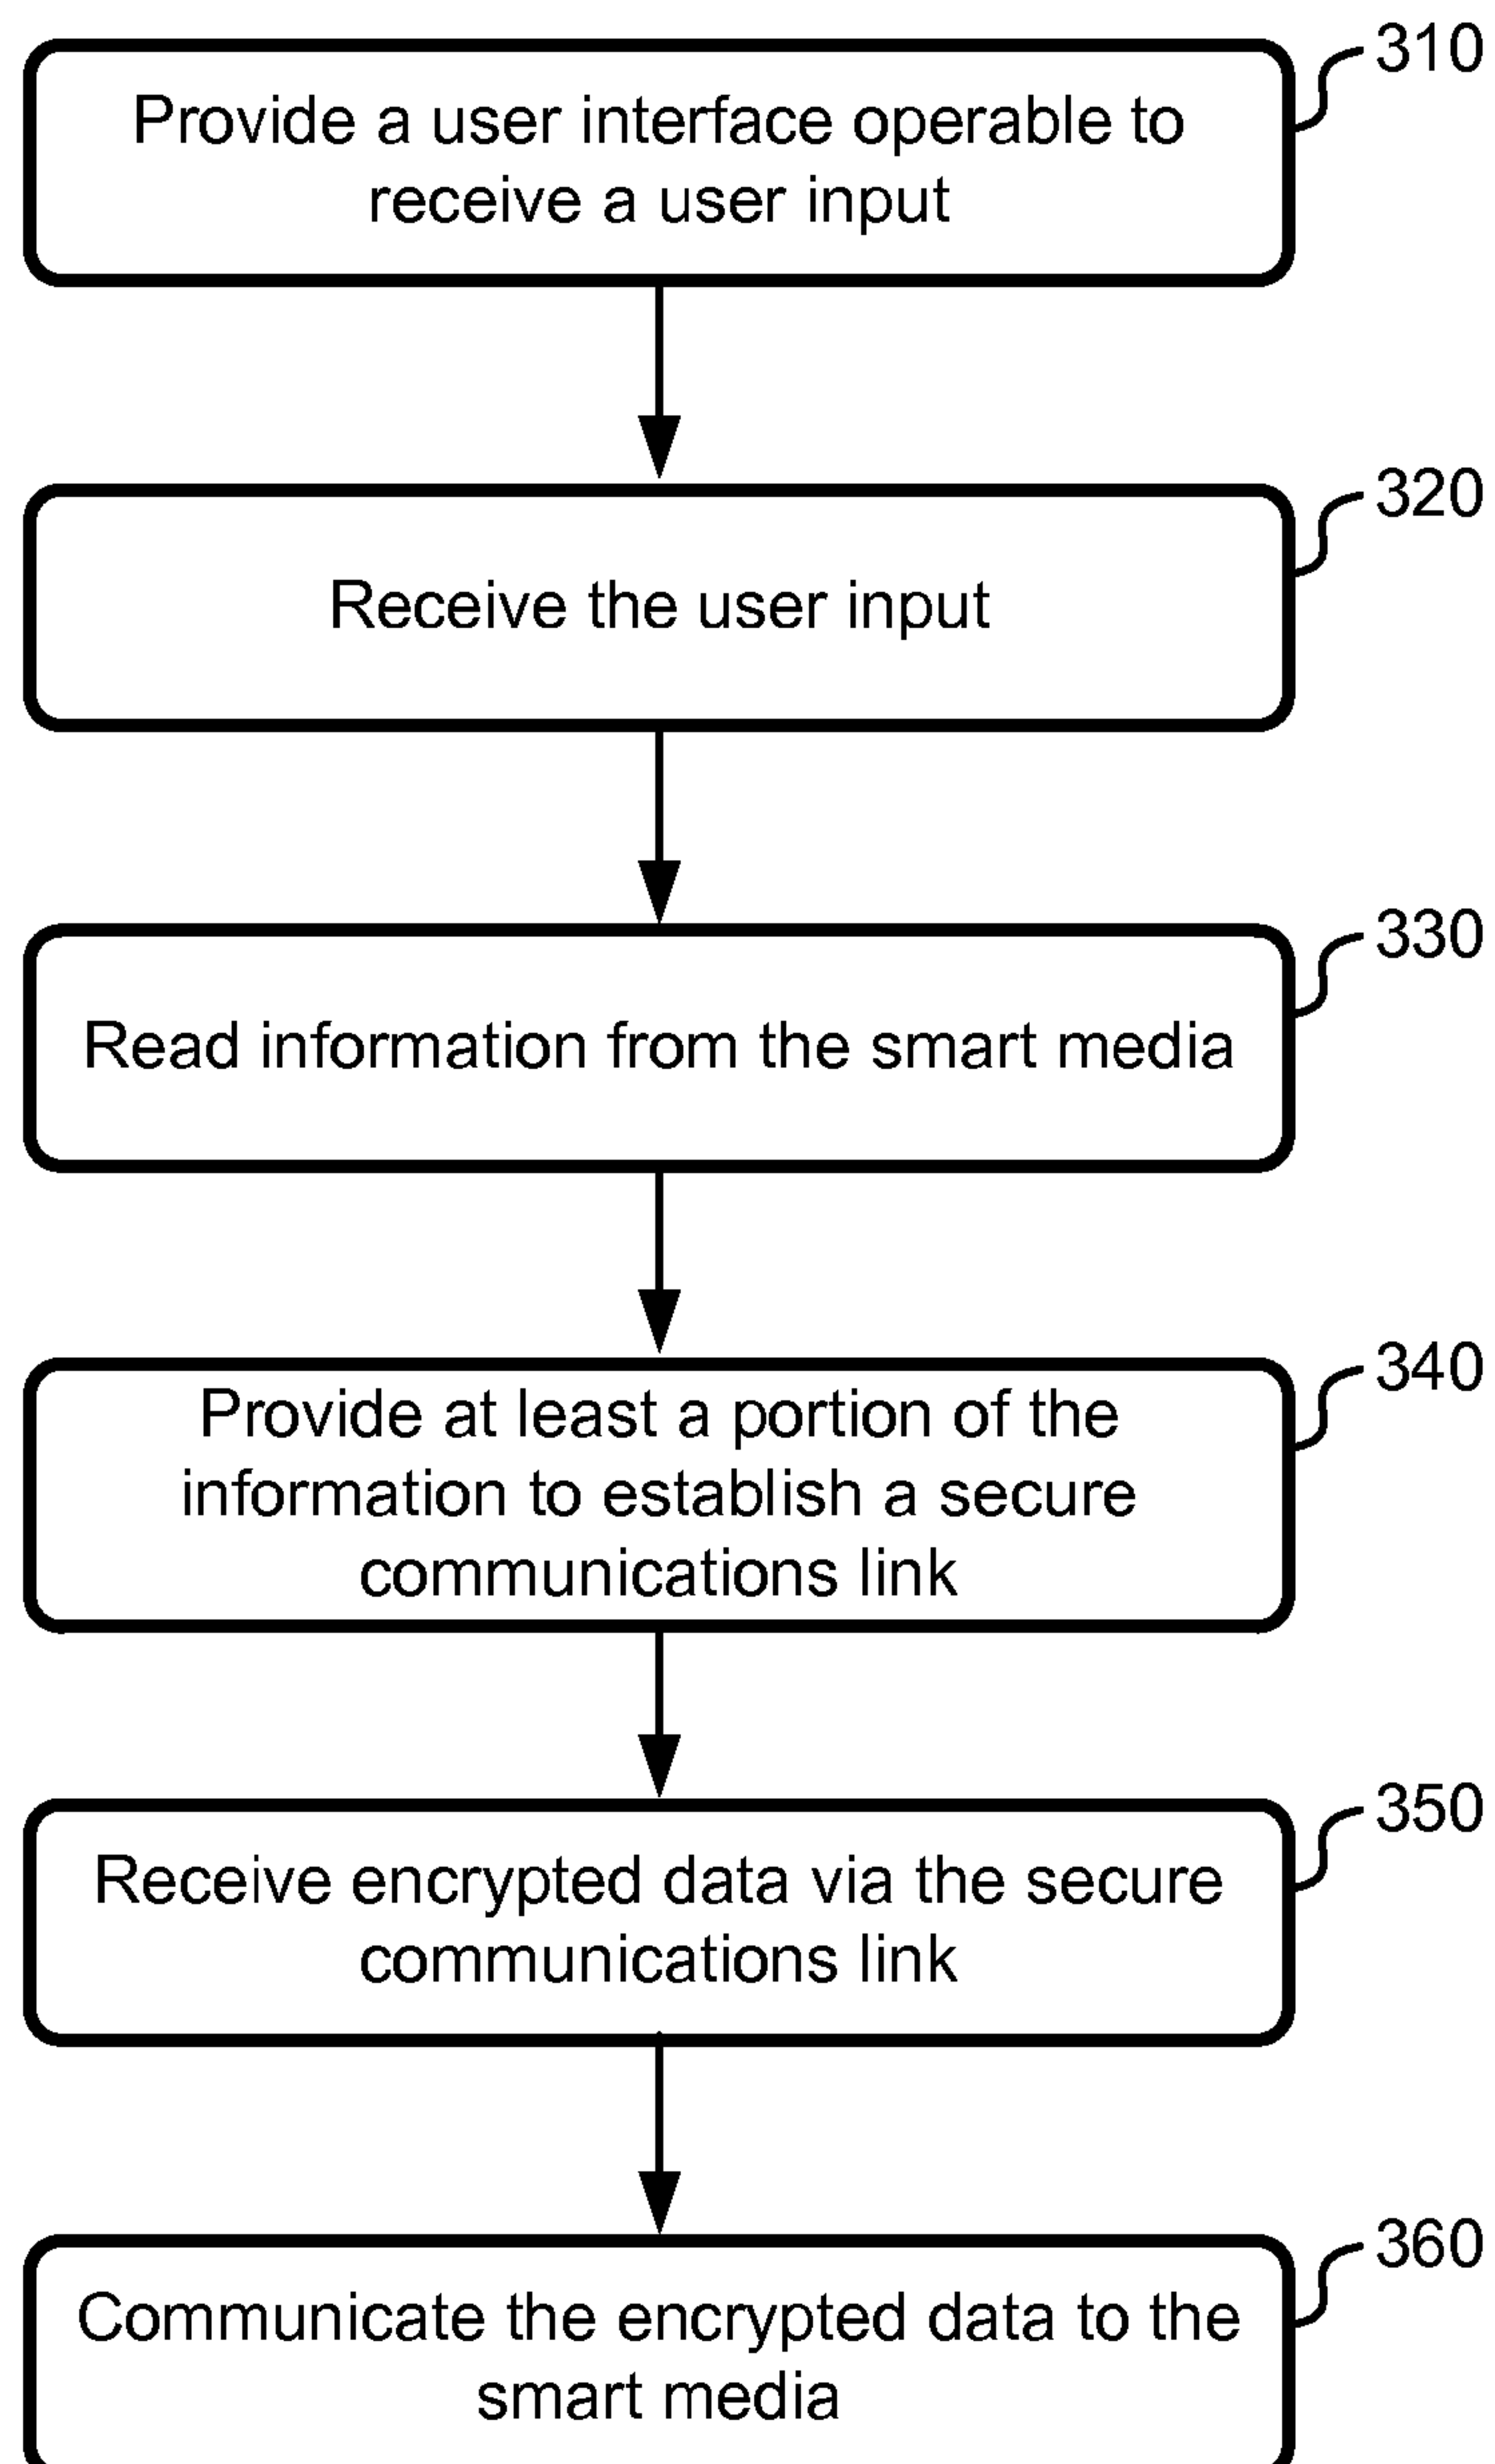 310
Provide a user interface operable to
receive a user input
320
Receive the user input
330
Read information from the smart media
340
Provide at least a portion of the
information to establish a secure
communications link
350
Receive encrypted data via the secure
communications link
360
Communicate the encrypted data to the
smart media